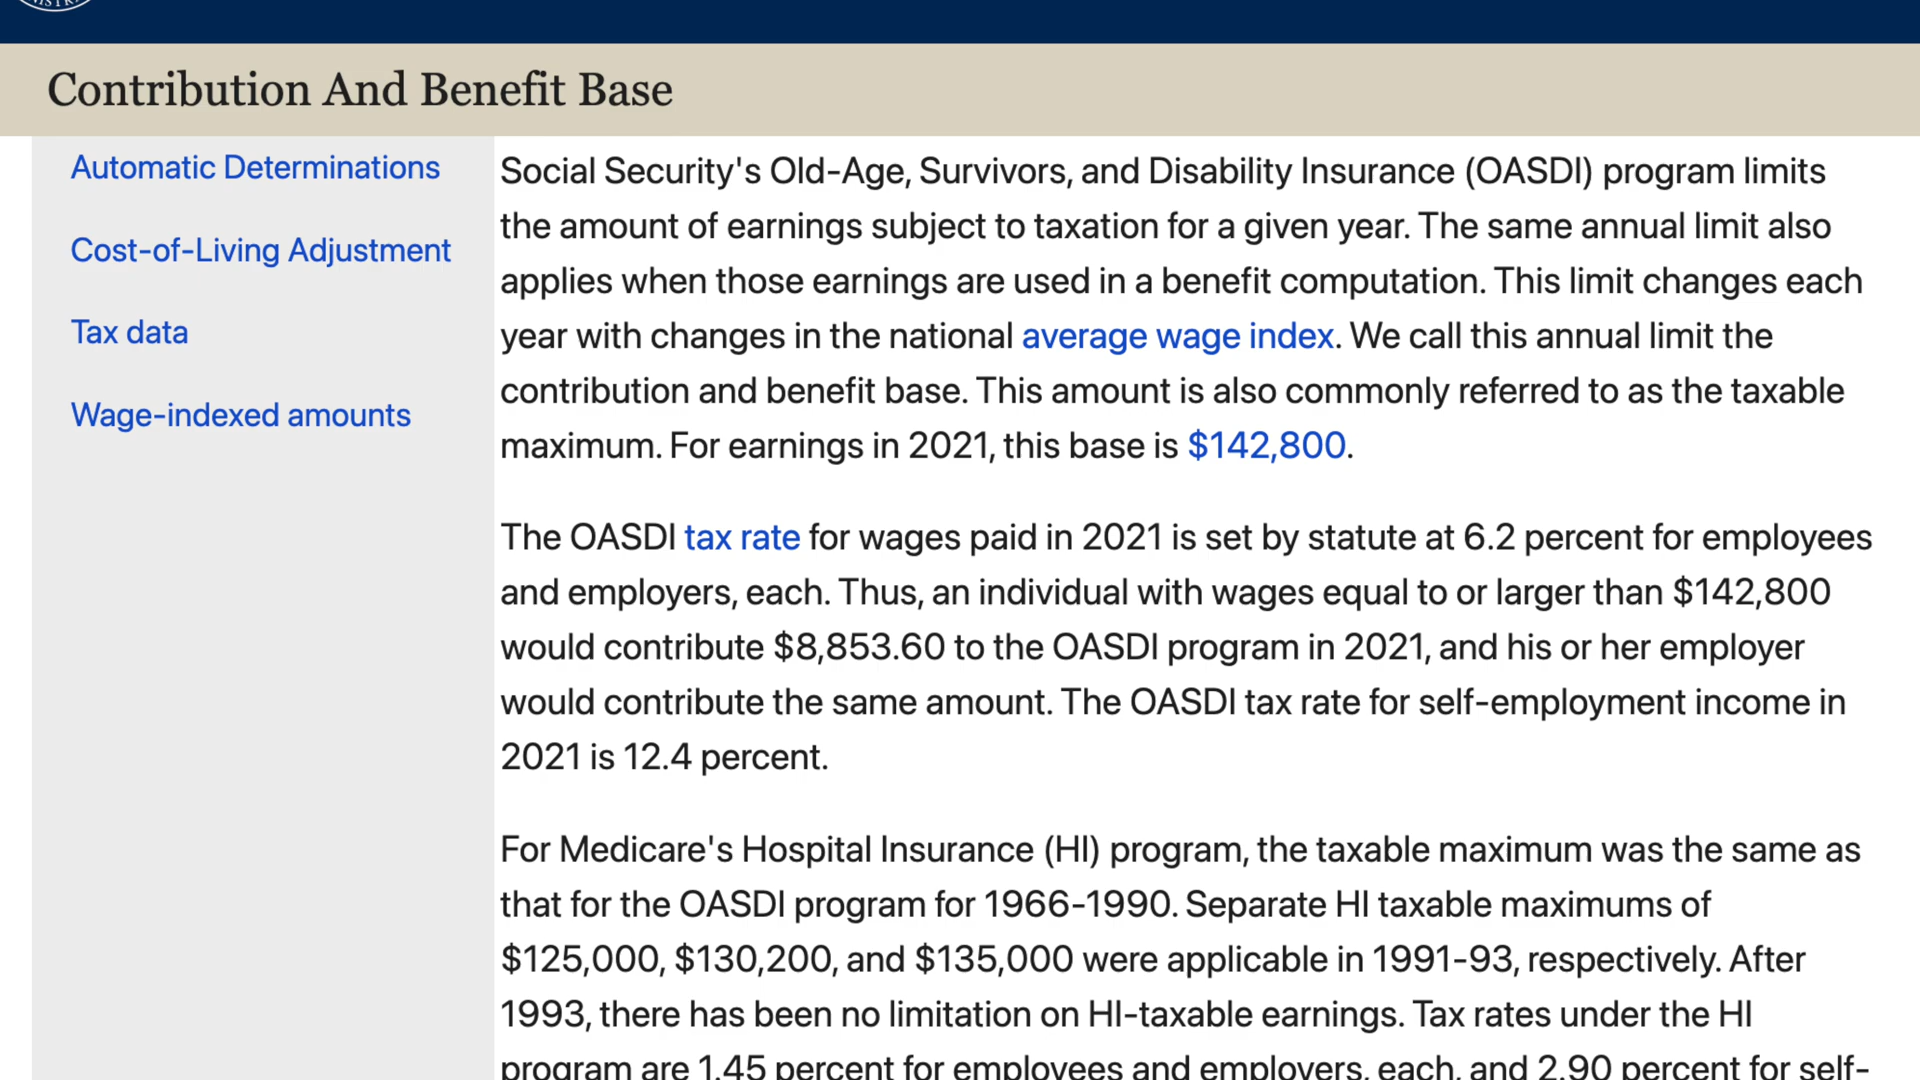 Contribution And Benefit Base
Automatic Determinations
Cost-of-Living Adjustment
Tax data
Wage-indexed amounts
Social Security's Old-Age, Survivors, and Disability Insurance (OASDI) program limits
the amount of earnings subject to taxation for a given year. The same annual limit also
applies when those earnings are used in a benefit computation. This limit changes each
year with changes in the national average wage index. We call this annual limit the
contribution and benefit base. This amount is also commonly referred to as the taxable
maximum. For earnings in 2021, this base is $142,800.
The OASDI tax rate for wages paid in 2021 is set by statute at 6.2 percent for employees
and employers, each. Thus, an individual with wages equal to or larger than $142,800
would contribute $8,853.60 to the OASDI program in 2021, and his or her employer
would contribute the same amount. The OASDI tax rate for self-employment income in
2021 is 12.4 percent.
For Medicare's Hospital Insurance (HI) program, the taxable maximum was the same as
that for the OASDI program for 1966-1990. Separate HI taxable maximums of
$125,000, $130,200, and $135,000 were applicable in 1991-93, respectively. After
1993, there has been no limitation on HI-taxable earnings. Tax rates under the HI
program are 1.45 percent for employees and employers, each, and 2.90 percent for self-